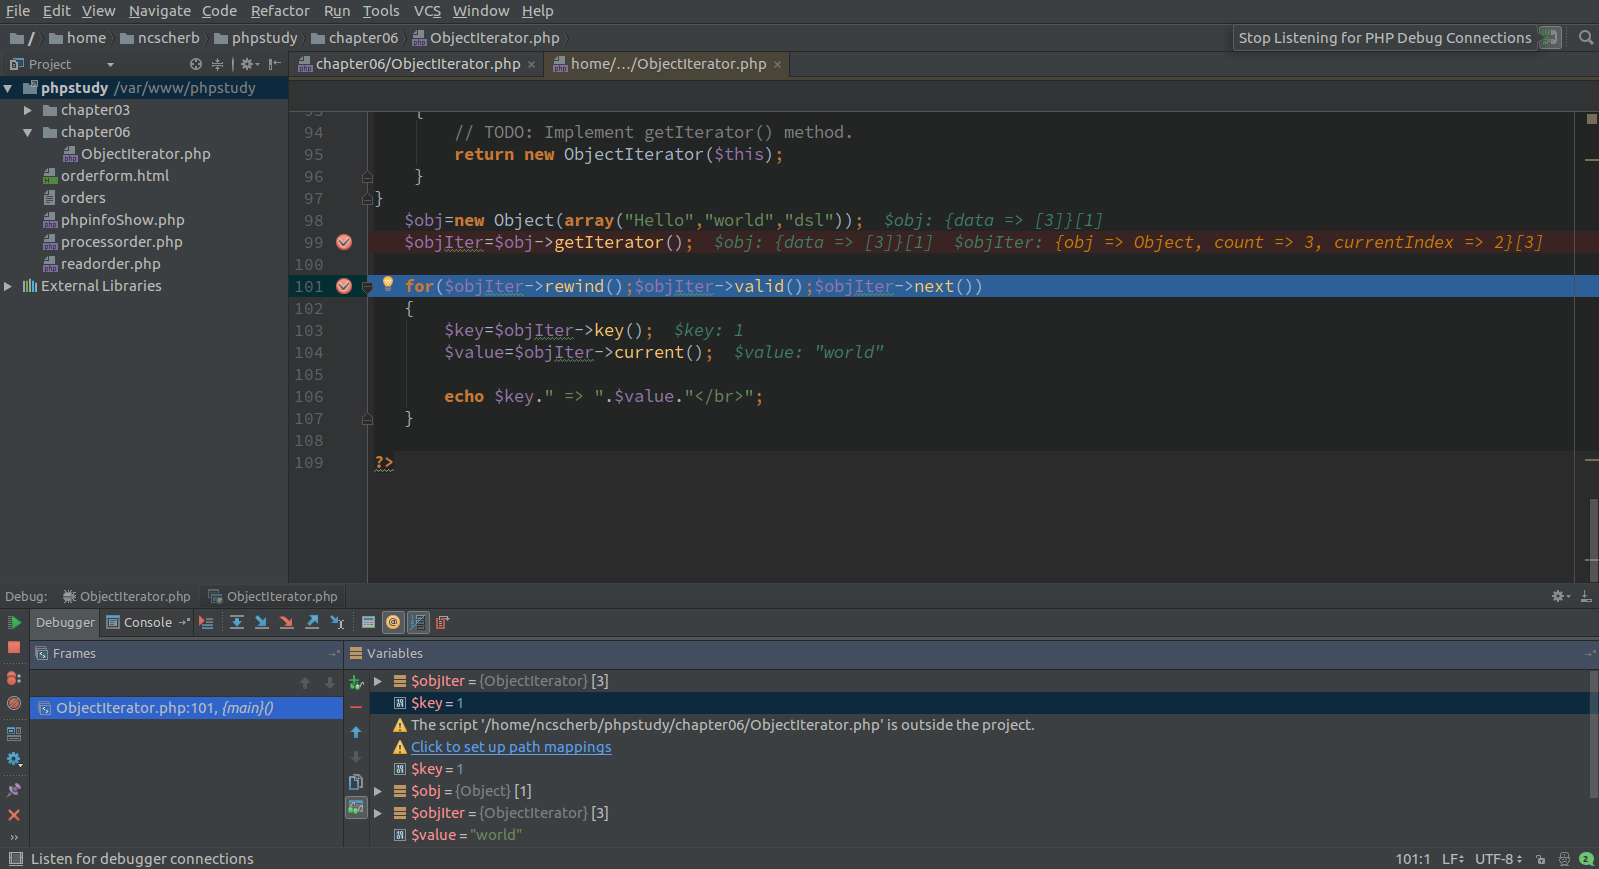 File Edit View Navigate Code Refactor Run Tools VCS Window Help
/ home ncscherb phpstudy chapter06 ObjectIterator.php
Stop Listening for PHP Debug Connections
Project
chapter06/ObjectIterator.php × home/.../ObjectIterator.php ×
phpstudy /var/www/phpstudy
chapter03
chapter06
ObjectIterator.php
orderform.html
orders
phpinfoShow.php
processorder.php
readorder.php
External Libraries
93 {
94 // TODO: Implement getIterator() method.
95 return new ObjectIterator($this);
96 }
97 }
98 $obj=new Object(array("Hello","world","dsl")); $obj: {data => [3]}[1]
99 $objIter=$obj->getIterator(); $obj: {data => [3]}[1] $objIter: {obj => Object, count => 3, currentIndex => 2}[3]
100
101 for($objIter->rewind();$objIter->valid();$objIter->next())
102 {
103 $key=$objIter->key(); $key: 1
104 $value=$objIter->current(); $value: "world"
105
106 echo $key." => ".$value."</br>";
107 }
108
109 ?>
Debug: ObjectIterator.php ObjectIterator.php
Debugger Console
Frames
ObjectIterator.php:101, {main}()
Variables
$objIter = {ObjectIterator} [3]
$key = 1
The script '/home/ncscherb/phpstudy/chapter06/ObjectIterator.php' is outside the project.
Click to set up path mappings
$key = 1
$obj = {Object} [1]
$objIter = {ObjectIterator} [3]
$value = "world"
Listen for debugger connections
101:1 LF UTF-8 2